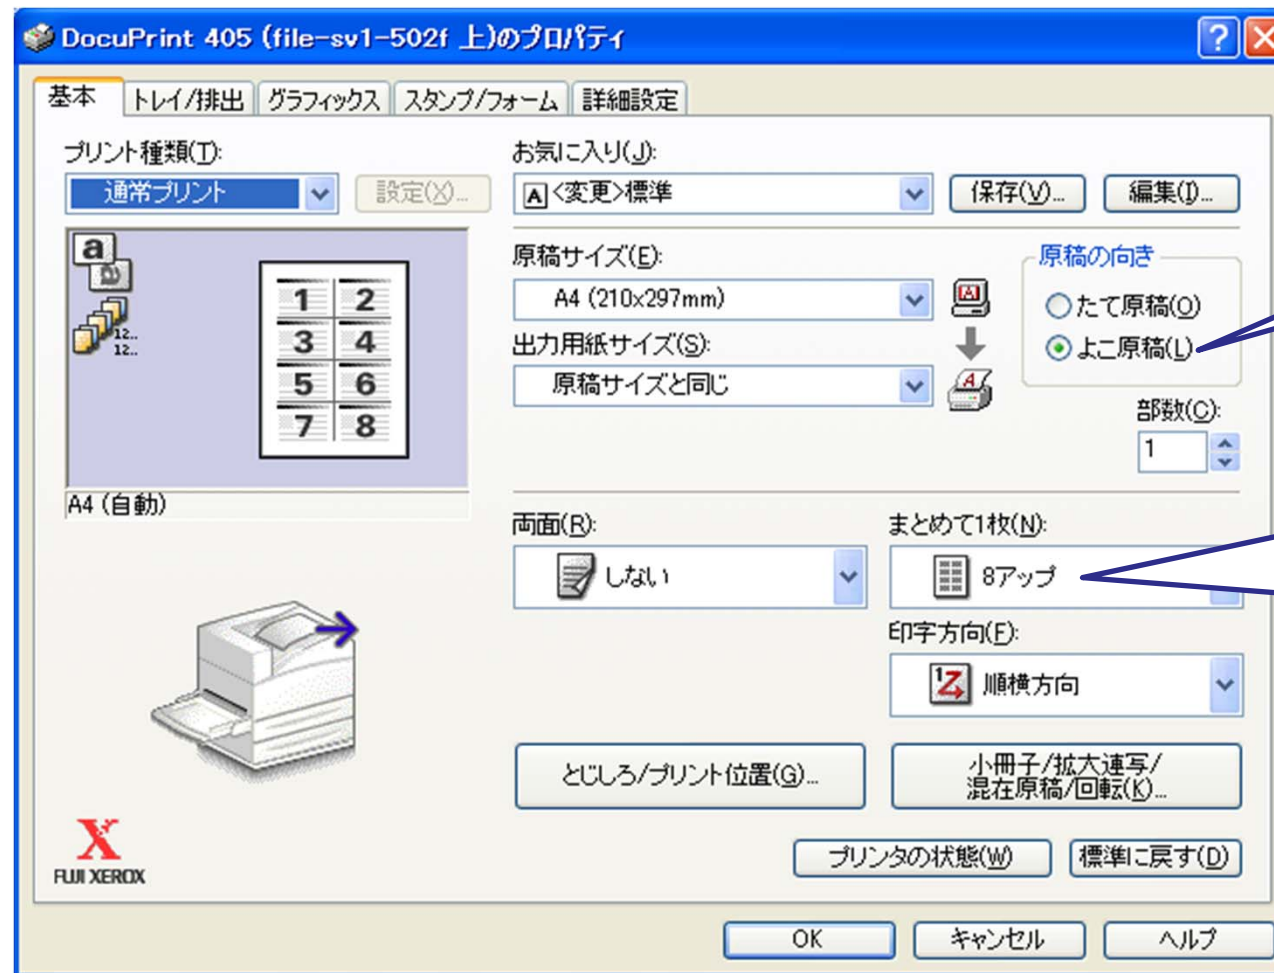 DocuPrint 405 (file-sv1-502f 上)のプロパティ
基本 トレイ/排出 グラフィックス スタンプ/フォーム 詳細設定
プリント種類(T):
通常プリント 設定(X)...
a
12..
12..
1 2
3 4
5 6
7 8
A4 (自動)
お気に入り(J):
A <変更>標準 保存(V)... 編集(I)...
原稿サイズ(E):
A4 (210×297mm)
A
出力用紙サイズ(S):
原稿サイズと同じ
A
原稿の向き
たて原稿(O)
よこ原稿(L)
部数(C):
1
両面(R):
しない
まとめて1枚(N):
8アップ
印字方向(F):
1 順横方向
とじしろ/プリント位置(G)...
小冊子/拡大連写/
混在原稿/回転(K)...
X
FUJI XEROX
プリンタの状態(W) 標準に戻す(D)
OK キャンセル ヘルプ